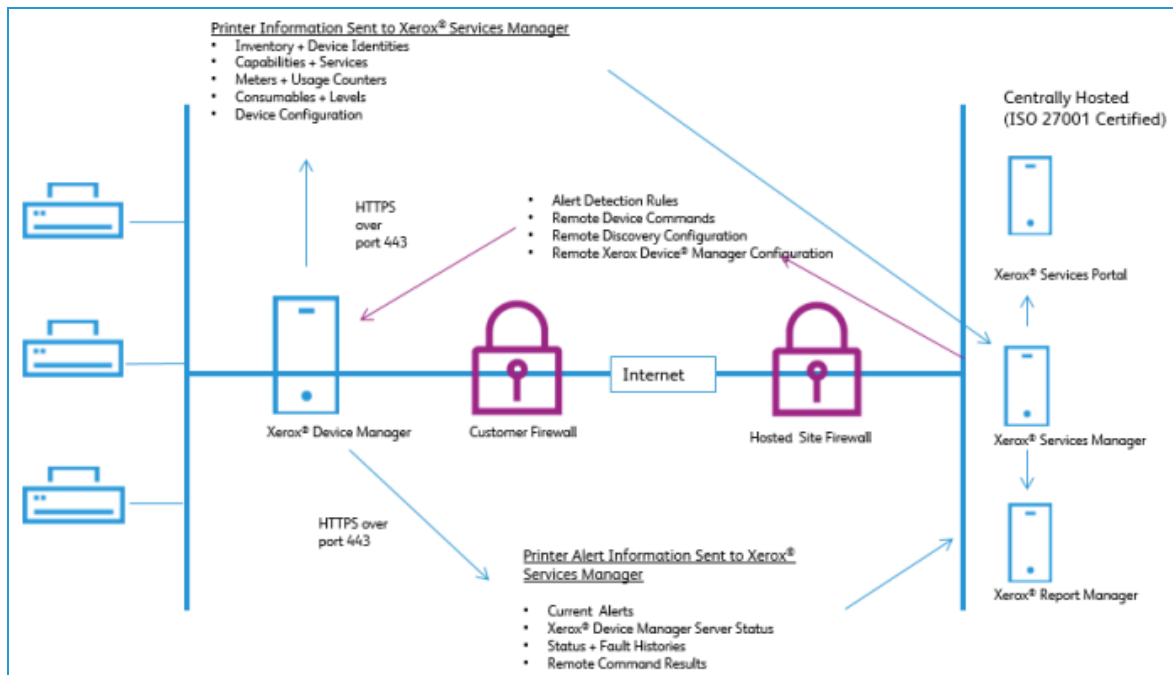 Printer Information Sent to Xerox® Services Manager
• Inventory + Device Identities
• Capabilities + Services
• Meters + Usage Counters
• Consumables + Levels
• Device Configuration
Centrally Hosted
(ISO 27001 Certified)
HTTPS
over
port 443
• Alert Detection Rules
• Remote Device Commands
• Remote Discovery Configuration
• Remote Xerox Device® Manager Configuration
Xerox® Services Portal
Internet
Xerox® Device Manager
Customer Firewall
Hosted Site Firewall
Xerox® Services Manager
HTTPS over
port 443
Printer Alert Information Sent to Xerox®
Services Manager
• Current Alerts
• Xerox® Device Manager Server Status
• Status + Fault Histories
• Remote Command Results
Xerox® Report Manager